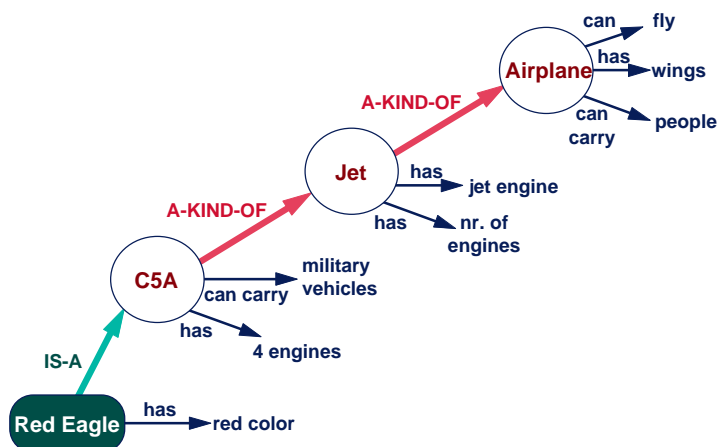 can
fly
has
Airplane
wings
A-KIND-OF
can
carry
people
Jet
has
jet engine
has
nr. of
engines
A-KIND-OF
C5A
can carry
military
vehicles
has
4 engines
IS-A
Red Eagle
has
red color